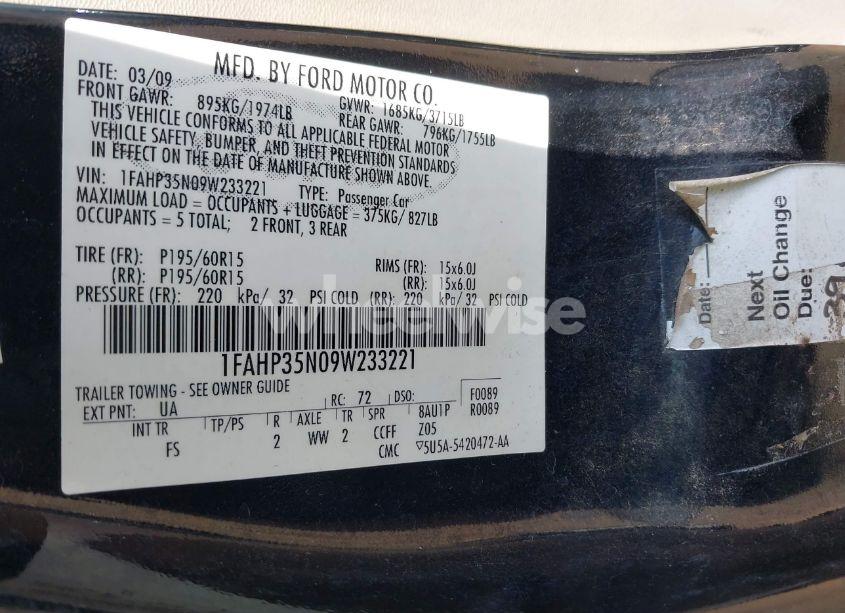 MFD. BY FORD MOTOR CO.
DATE: 03/09
GVWR: 1685KG/3715LB
FRONT GAWR: 895KG/1974LB
REAR GAWR: 796KG/1755LB
THIS VEHICLE CONFORMS TO ALL APPLICABLE FEDERAL MOTOR
VEHICLE SAFETY, BUMPER, AND THEFT PREVENTION STANDARDS
IN EFFECT ON THE DATE OF MANUFACTURE SHOWN ABOVE.
VIN: 1FAHP35N09W233221 TYPE: Passenger Car
MAXIMUM LOAD = OCCUPANTS + LUGGAGE = 375KG/ 827LB
OCCUPANTS = 5 TOTAL; 2 FRONT, 3 REAR
TIRE (FR): P195/60R15 RIMS (FR): 15x6.0J
(RR): P195/60R15 (RR): 15x6.0J
PRESSURE (FR): 220 kPa/ 32 PSI COLD (RR): 220 kPa/ 32 PSI COLD
1FAHP35N09W233221
TRAILER TOWING - SEE OWNER GUIDE
EXT PNT: UA RC: 72 DSO: F0089
R0089
INT TR TP/PS R AXLE TR SPR 8AU1P
FS 2 WW 2 CCFF Z05
CMC ▽5U5A-5420472-AA
wheelwise
Date:
Next
Oil Change
Due: